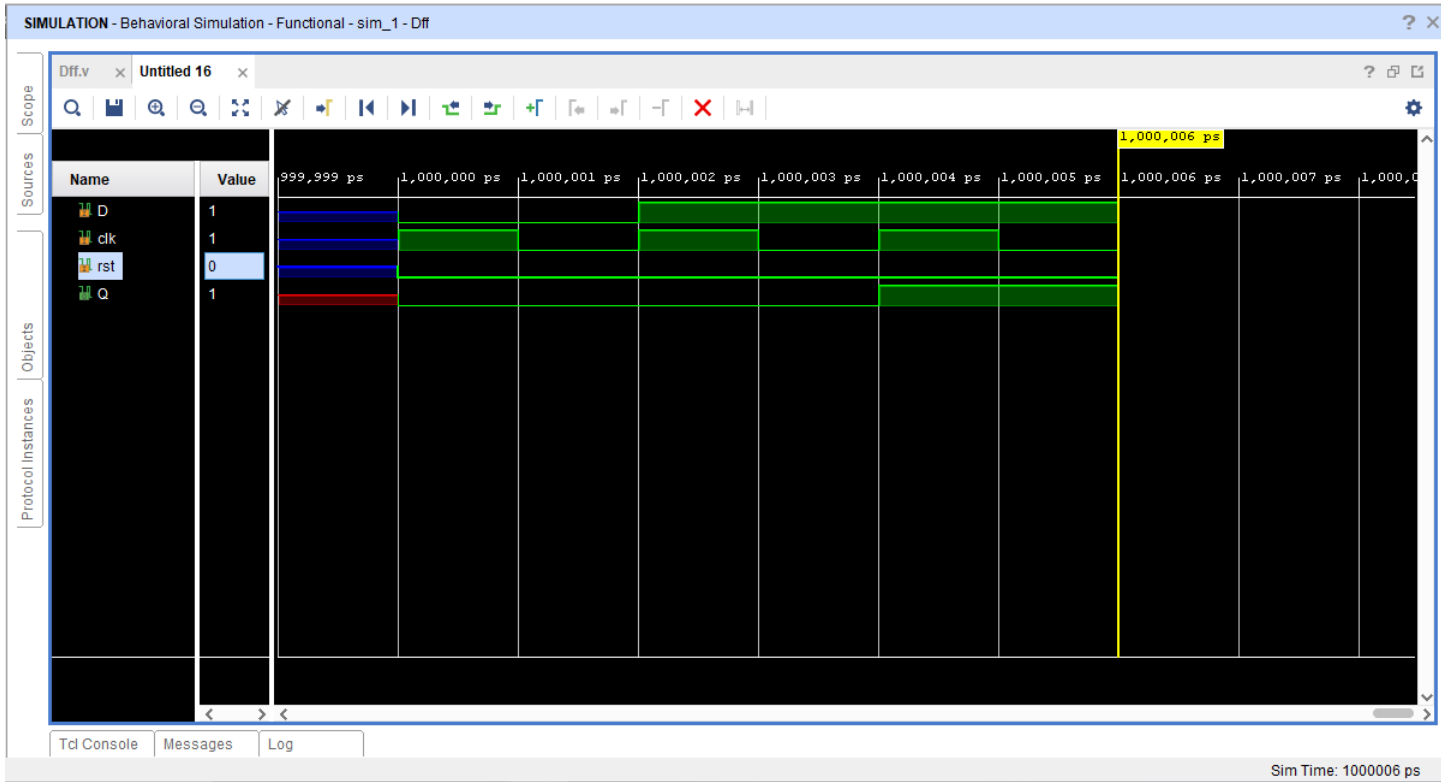 SIMULATION - Behavioral Simulation - Functional - sim_1 - Dff
Dff.v
Untitled 16
Scope
Sources
Objects
Protocol Instances
1,000,006 ps
Name
Value
999,999 ps
1,000,000 ps
1,000,001 ps
1,000,002 ps
1,000,003 ps
1,000,004 ps
1,000,005 ps
1,000,006 ps
1,000,007 ps
1,000,0
D
1
clk
1
rst
0
Q
1
Tcl Console
Messages
Log
Sim Time: 1000006 ps